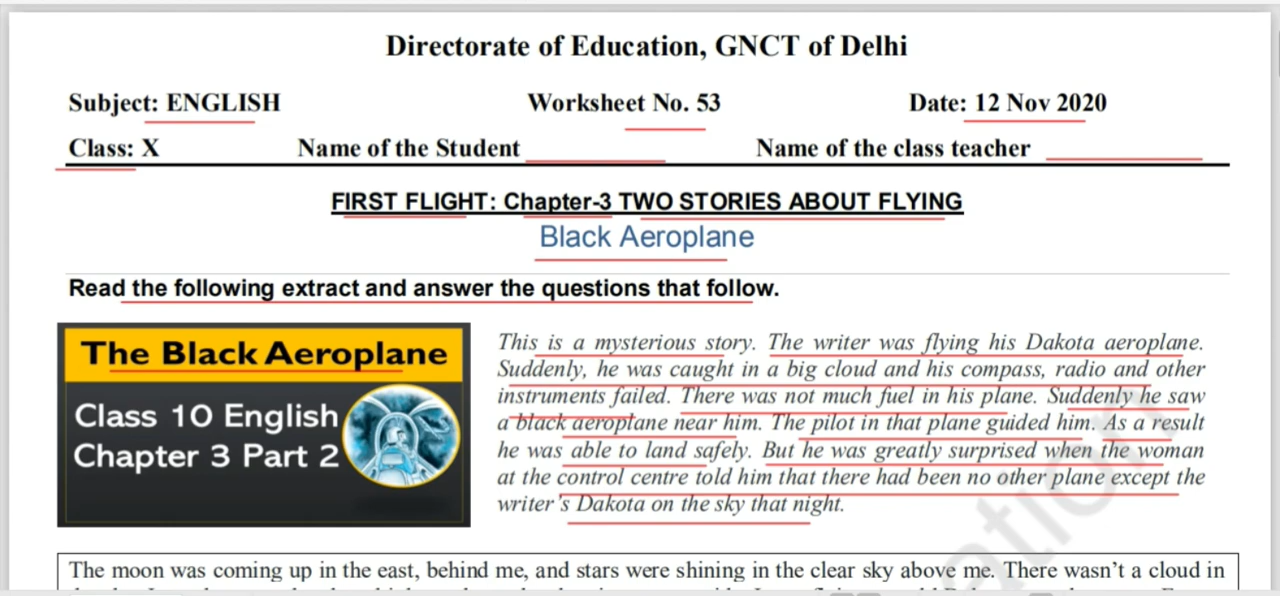 Directorate of Education, GNCT of Delhi
Subject: ENGLISH Worksheet No. 53 Date: 12 Nov 2020
Class: X Name of the Student Name of the class teacher
FIRST FLIGHT: Chapter-3 TWO STORIES ABOUT FLYING
Black Aeroplane
Read the following extract and answer the questions that follow.
The Black Aeroplane
Class 10 English
Chapter 3 Part 2
This is a mysterious story. The writer was flying his Dakota aeroplane.
Suddenly, he was caught in a big cloud and his compass, radio and other
instruments failed. There was not much fuel in his plane. Suddenly he saw
a black aeroplane near him. The pilot in that plane guided him. As a result
he was able to land safely. But he was greatly surprised when the woman
at the control centre told him that there had been no other plane except the
writer's Dakota on the sky that night.
The moon was coming up in the east, behind me, and stars were shining in the clear sky above me. There wasn't a cloud in